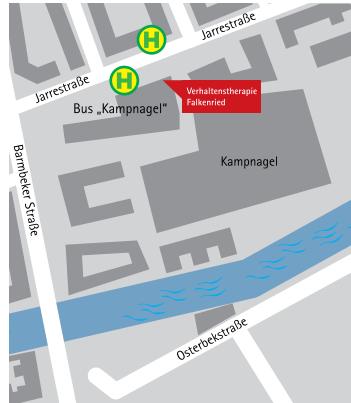 H
Jarrestraße
H
Jarrestraße
Verhaltenstherapie
Falkenried
Bus „Kampnagel“
Kampnagel
Barmbeker Straße
Osterbekstraße